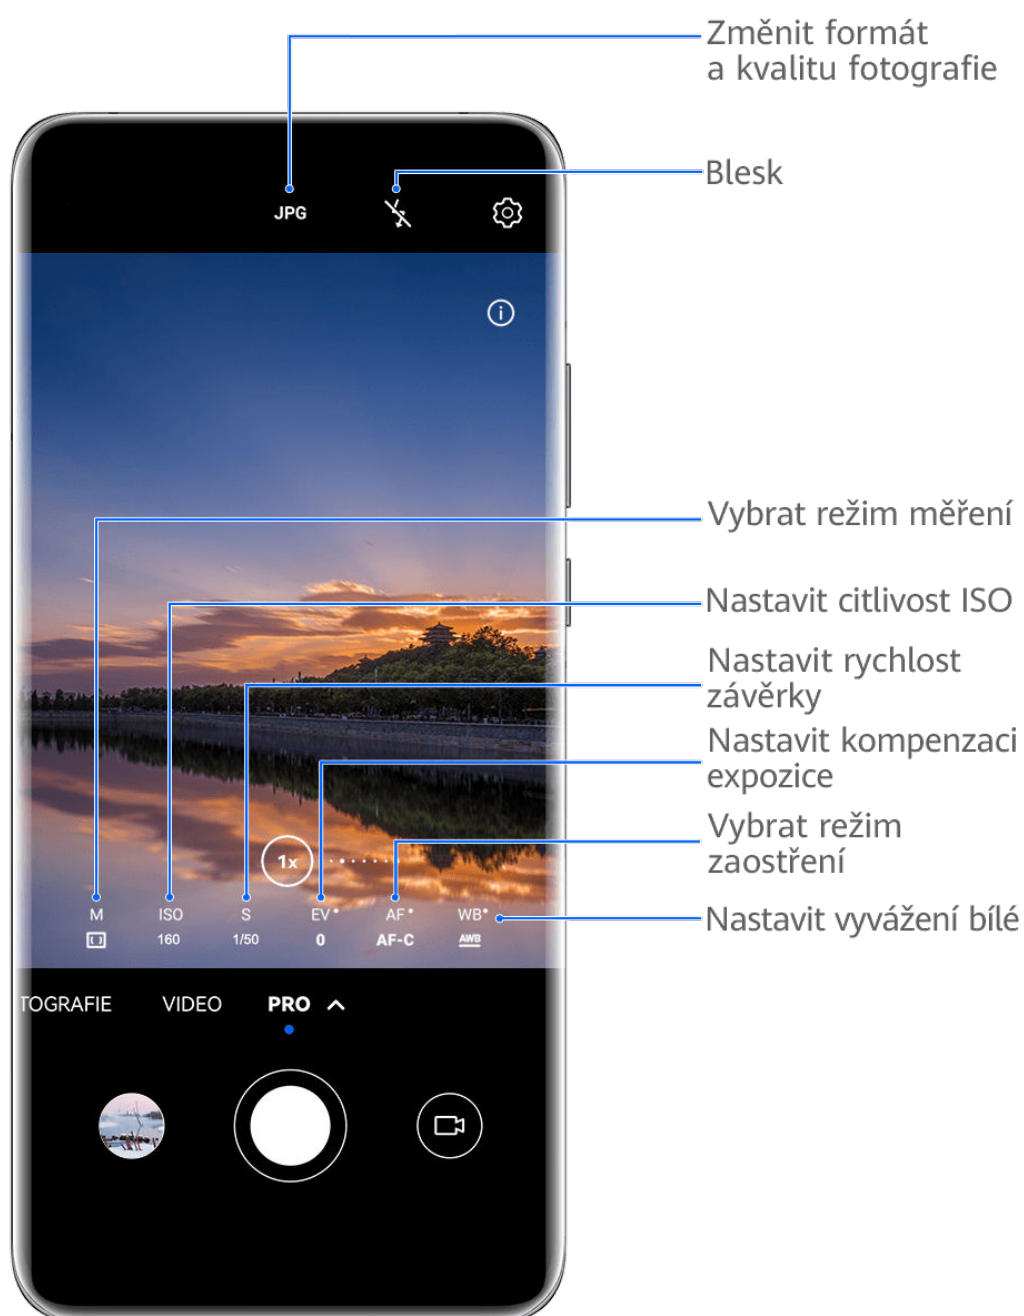 Změnit formát
a kvalitu fotografie
Blesk
JPG
Vybrat režim měření
Nastavit citlivost ISO
Nastavit rychlost
závěrky
Nastavit kompenzaci
expozice
Vybrat režim
zaostření
Nastavit vyvážení bílé
1x
M ISO S EV AF WB
160 1/50 0 AF-C AWB
TOGRAFIE VIDEO PRO